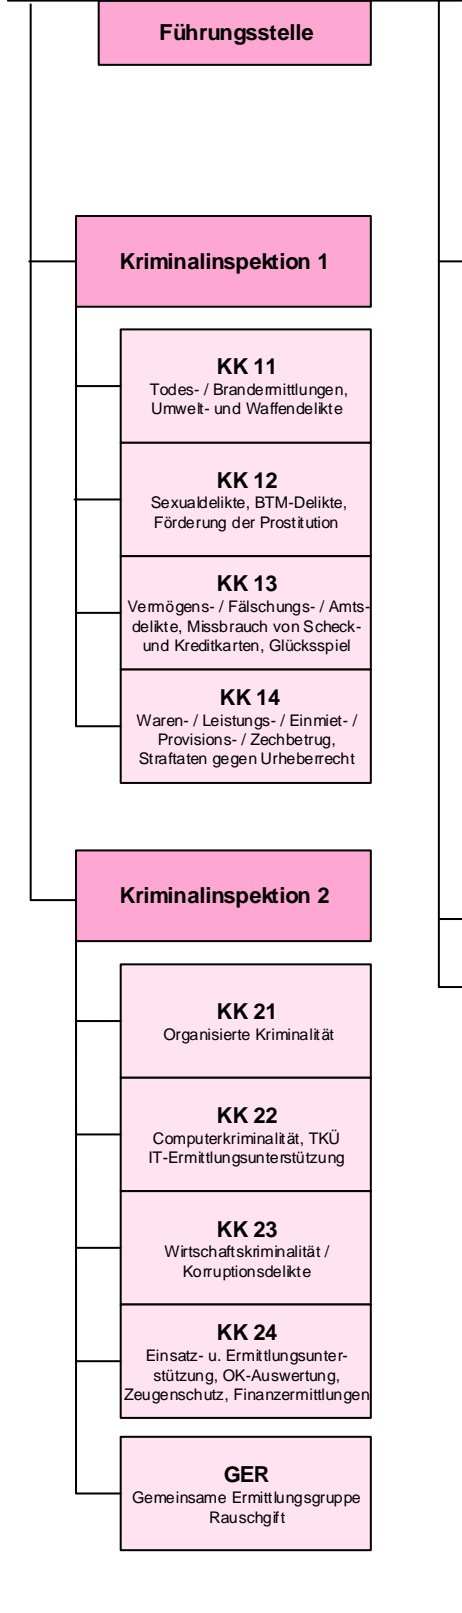 Führungsstelle
Kriminalinspektion 1
KK 11
Todes- / Brandermittlungen,
Umwelt- und Waffendelikte
KK 12
Sexualdelikte, BTM-Delikte,
Förderung der Prostitution
KK 13
Vermögens- / Fälschungs- / Amts-
delikte, Missbrauch von Scheck-
und Kreditkarten, Glücksspiel
KK 14
Waren- / Leistungs- / Einmiet- /
Provisions- / Zechbetrug,
Straftaten gegen Urheberrecht
Kriminalinspektion 2
KK 21
Organisierte Kriminalität
KK 22
Computerkriminalität, TKÜ
IT-Ermittlungsunterstützung
KK 23
Wirtschaftskriminalität /
Korruptionsdelikte
KK 24
Einsatz- u. Ermittlungsunter-
stützung, OK-Auswertung,
Zeugenschutz, Finanzermittlungen
GER
Gemeinsame Ermittlungsgruppe
Rauschgift